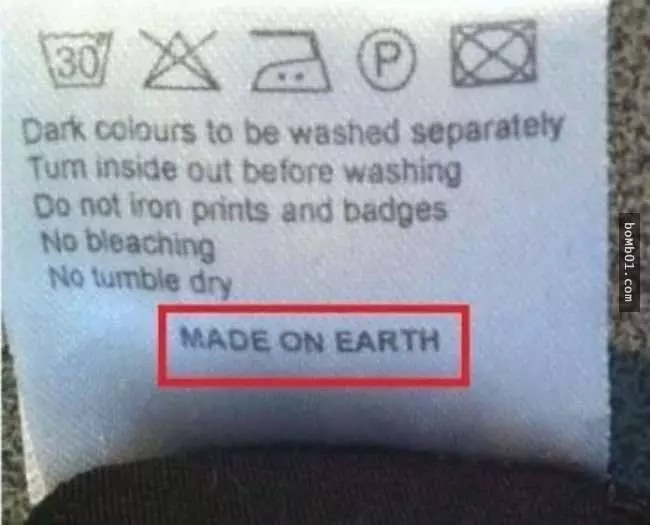 30
P
Dark colours to be washed separately
Turn inside out before washing
Do not iron prints and badges
No bleaching
No tumble dry
MADE ON EARTH
boMb01.com